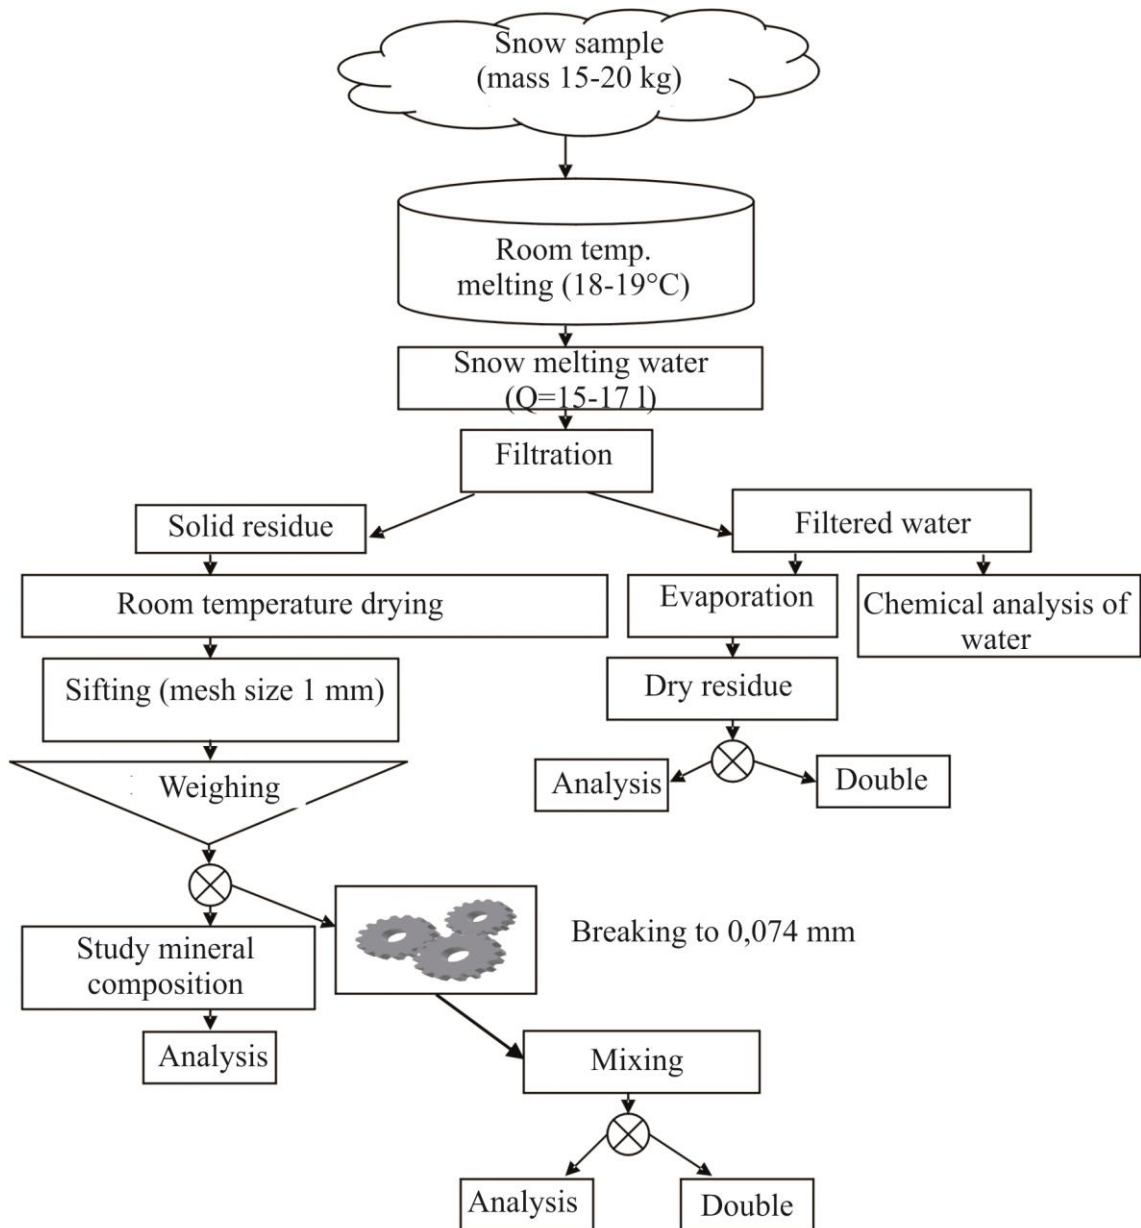 Snow sample
(mass 15-20 kg)
Room temp.
melting (18-19°C)
Snow melting water
(Q=15-17 l)
Filtration
Solid residue
Filtered water
Room temperature drying
Evaporation
Chemical analysis of
water
Sifting (mesh size 1 mm)
Dry residue
Weighing
Analysis
Double
Study mineral
composition
Breaking to 0,074 mm
Analysis
Mixing
Analysis
Double